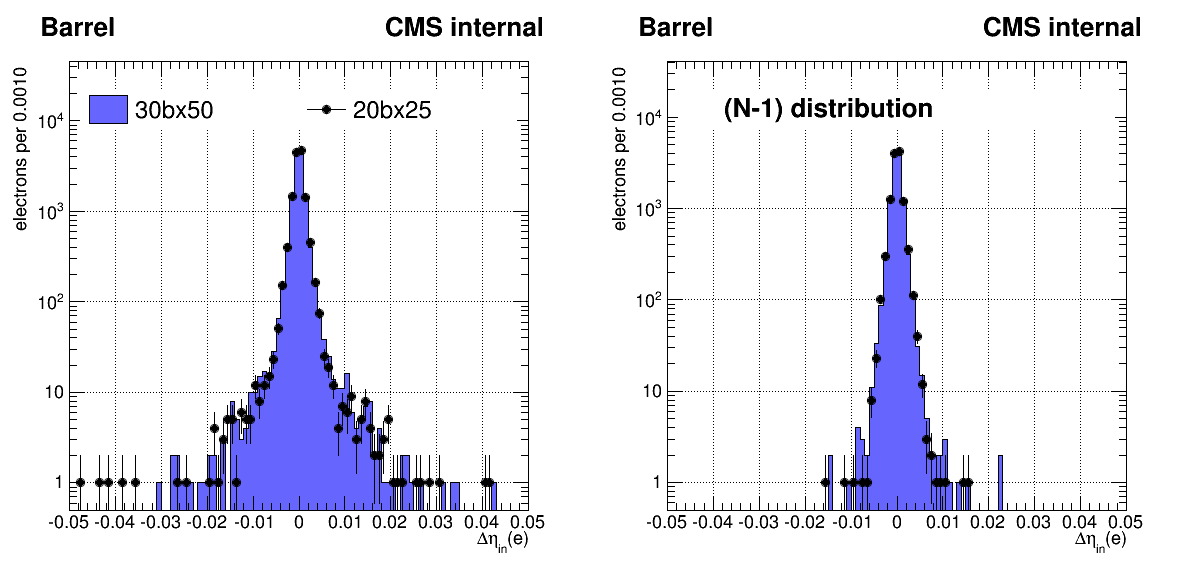 Barrel CMS internal
electrons per 0.0010
30bx50 20bx25
10⁴
10³
10²
10
1
-0.05 -0.04 -0.03 -0.02 -0.01 0 0.01 0.02 0.03 0.04 0.05
Δη_in(e)
Barrel CMS internal
electrons per 0.0010
(N-1) distribution
10⁴
10³
10²
10
1
-0.05 -0.04 -0.03 -0.02 -0.01 0 0.01 0.02 0.03 0.04 0.05
Δη_in(e)